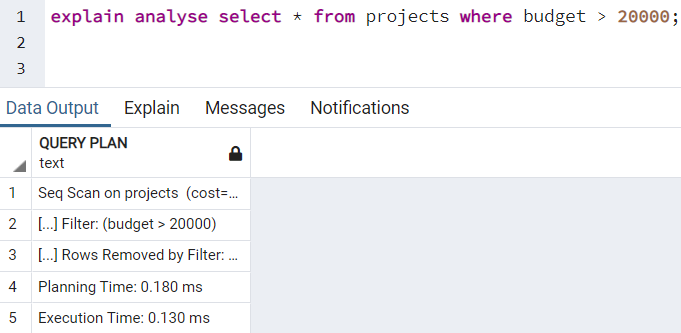 1 explain analyse select * from projects where budget > 20000;
2
3
Data Output Explain Messages Notifications
QUERY PLAN
text
1 Seq Scan on projects (cost=...
2 [...] Filter: (budget > 20000)
3 [...] Rows Removed by Filter: ...
4 Planning Time: 0.180 ms
5 Execution Time: 0.130 ms